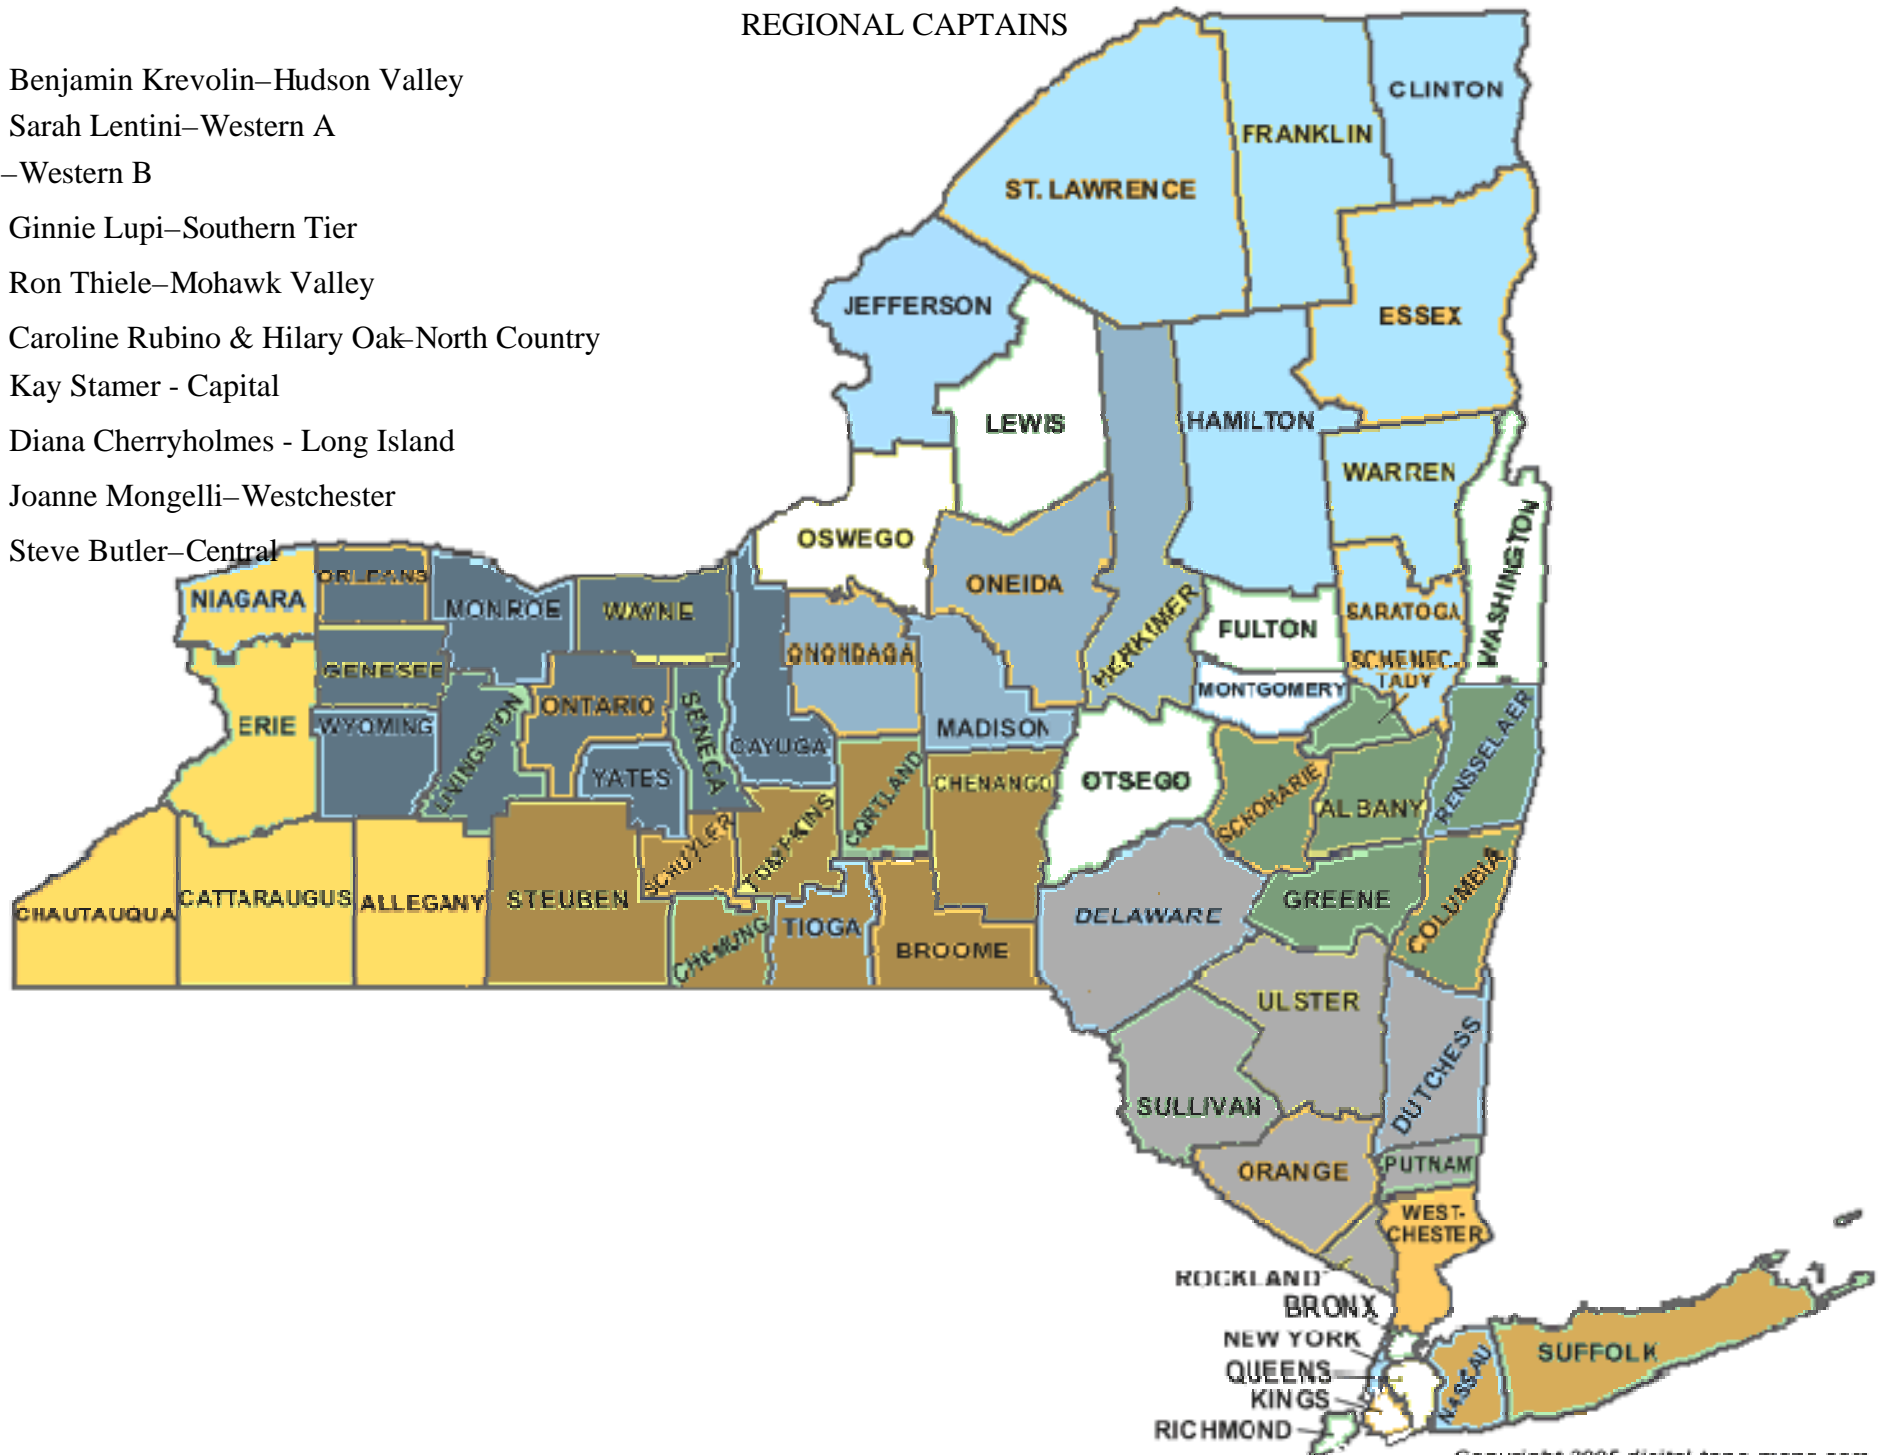 REGIONAL CAPTAINS
Benjamin Krevolin–Hudson Valley
Sarah Lentini–Western A
–Western B
Ginnie Lupi–Southern Tier
Ron Thiele–Mohawk Valley
Caroline Rubino & Hilary Oak–North Country
Kay Stamer - Capital
Diana Cherryholmes - Long Island
Joanne Mongelli–Westchester
Steve Butler–Central
CLINTON
FRANKLIN
ST. LAWRENCE
JEFFERSON
ESSEX
LEWIS
HAMILTON
WARREN
WASHINGTON
OSWEGO
ONEIDA
HERKIMER
FULTON
SARATOGA
SCHENEC-
TADY
MONTGOMERY
NIAGARA
ORLEANS
MONROE
WAYNE
GENESEE
ONONDAGA
ERIE
WYOMING
LIVINGSTON
ONTARIO
SENECA
YATES
CAYUGA
MADISON
CORTLAND
CHENANGO
OTSEGO
SCHOHARIE
ALBANY
RENSSELAER
CHAUTAUQUA
CATTARAUGUS
ALLEGANY
STEUBEN
SCHUYLER
TOMPKINS
CHEMUNG
TIOGA
BROOME
DELAWARE
GREENE
COLUMBIA
ULSTER
DUTCHESS
SULLIVAN
ORANGE
PUTNAM
WEST-
CHESTER
ROCKLAND
BRONX
NEW YORK
QUEENS
KINGS
RICHMOND
NASSAU
SUFFOLK